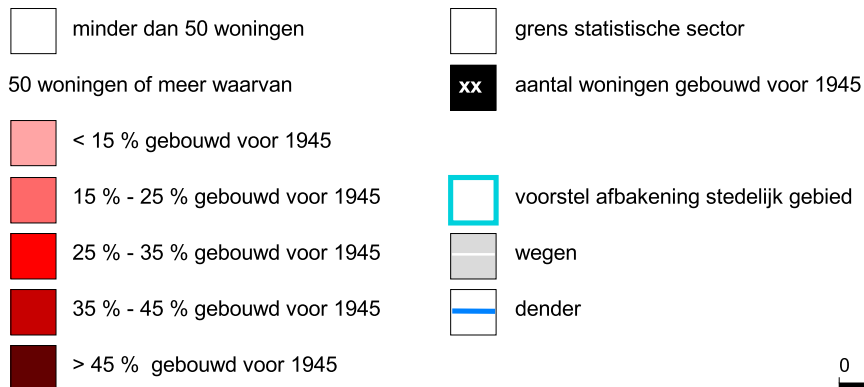 minder dan 50 woningen
50 woningen of meer waarvan
< 15 % gebouwd voor 1945
15 % - 25 % gebouwd voor 1945
25 % - 35 % gebouwd voor 1945
35 % - 45 % gebouwd voor 1945
> 45 % gebouwd voor 1945
grens statistische sector
xx aantal woningen gebouwd voor 1945
voorstel afbakening stedelijk gebied
wegen
dender
0